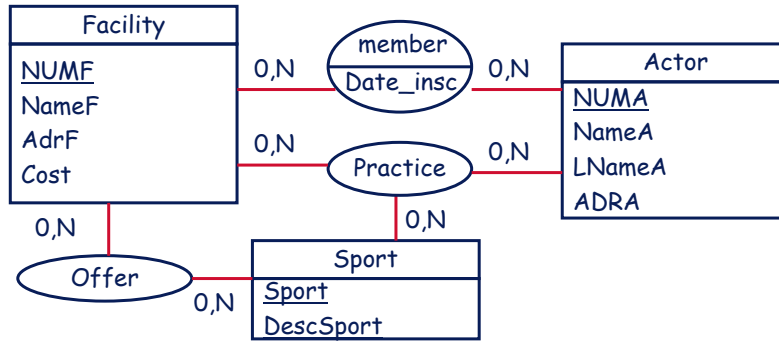 Facility
NUMF
NameF
AdrF
Cost
0,N
member
Date_insc
0,N
Actor
NUMA
NameA
LNameA
ADRA
0,N
Practice
0,N
0,N
0,N
Offer
0,N
Sport
Sport
DescSport